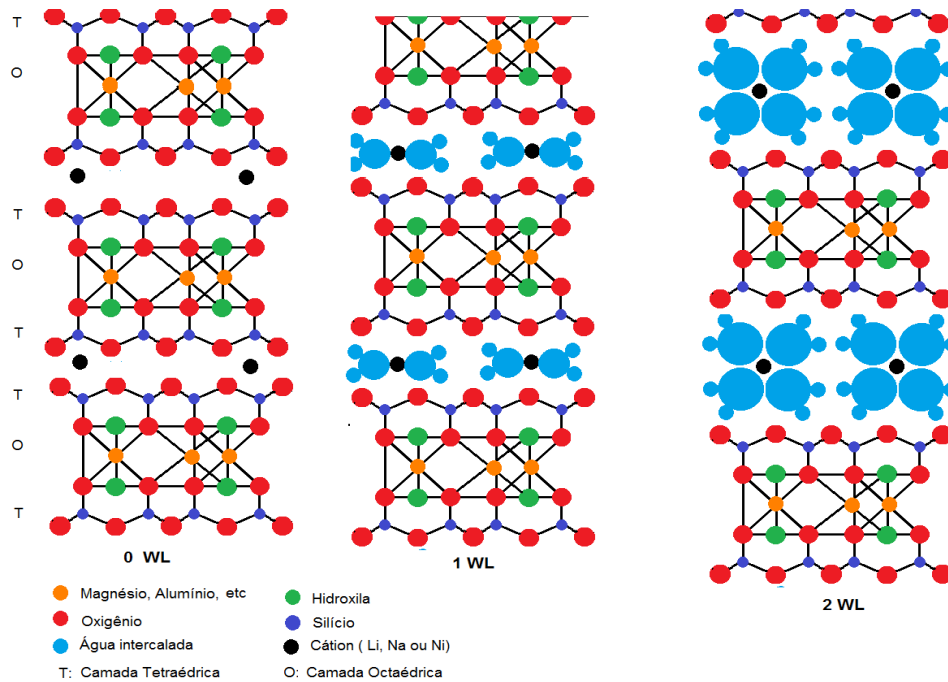 T
O
T
O
T
T
O
T
0 WL
1 WL
2 WL
Magnésio, Alumínio, etc
Hidroxila
Oxigênio
Silício
Água intercalada
Cátion ( Li, Na ou Ni)
T: Camada Tetraédrica
O: Camada Octaédrica